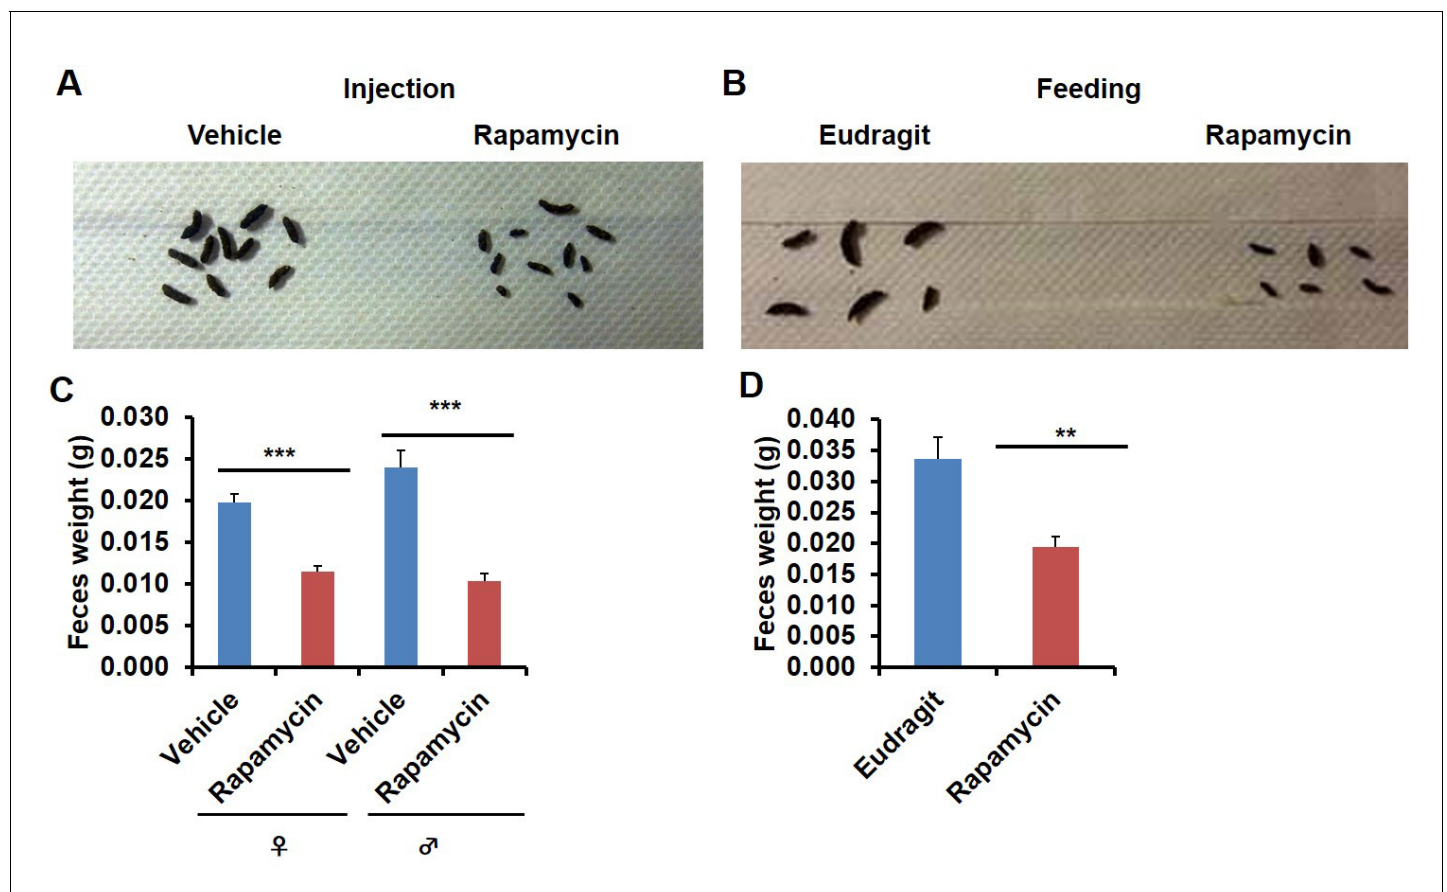 A
Injection
Vehicle Rapamycin
B
Feeding
Eudragit Rapamycin
C
Feces weight (g)
0.030
0.025
0.020
0.015
0.010
0.005
0.000
***
***
Vehicle
Rapamycin
Vehicle
Rapamycin
♀
♂
D
Feces weight (g)
0.040
0.035
0.030
0.025
0.020
0.015
0.010
0.005
0.000
**
Eudragit
Rapamycin